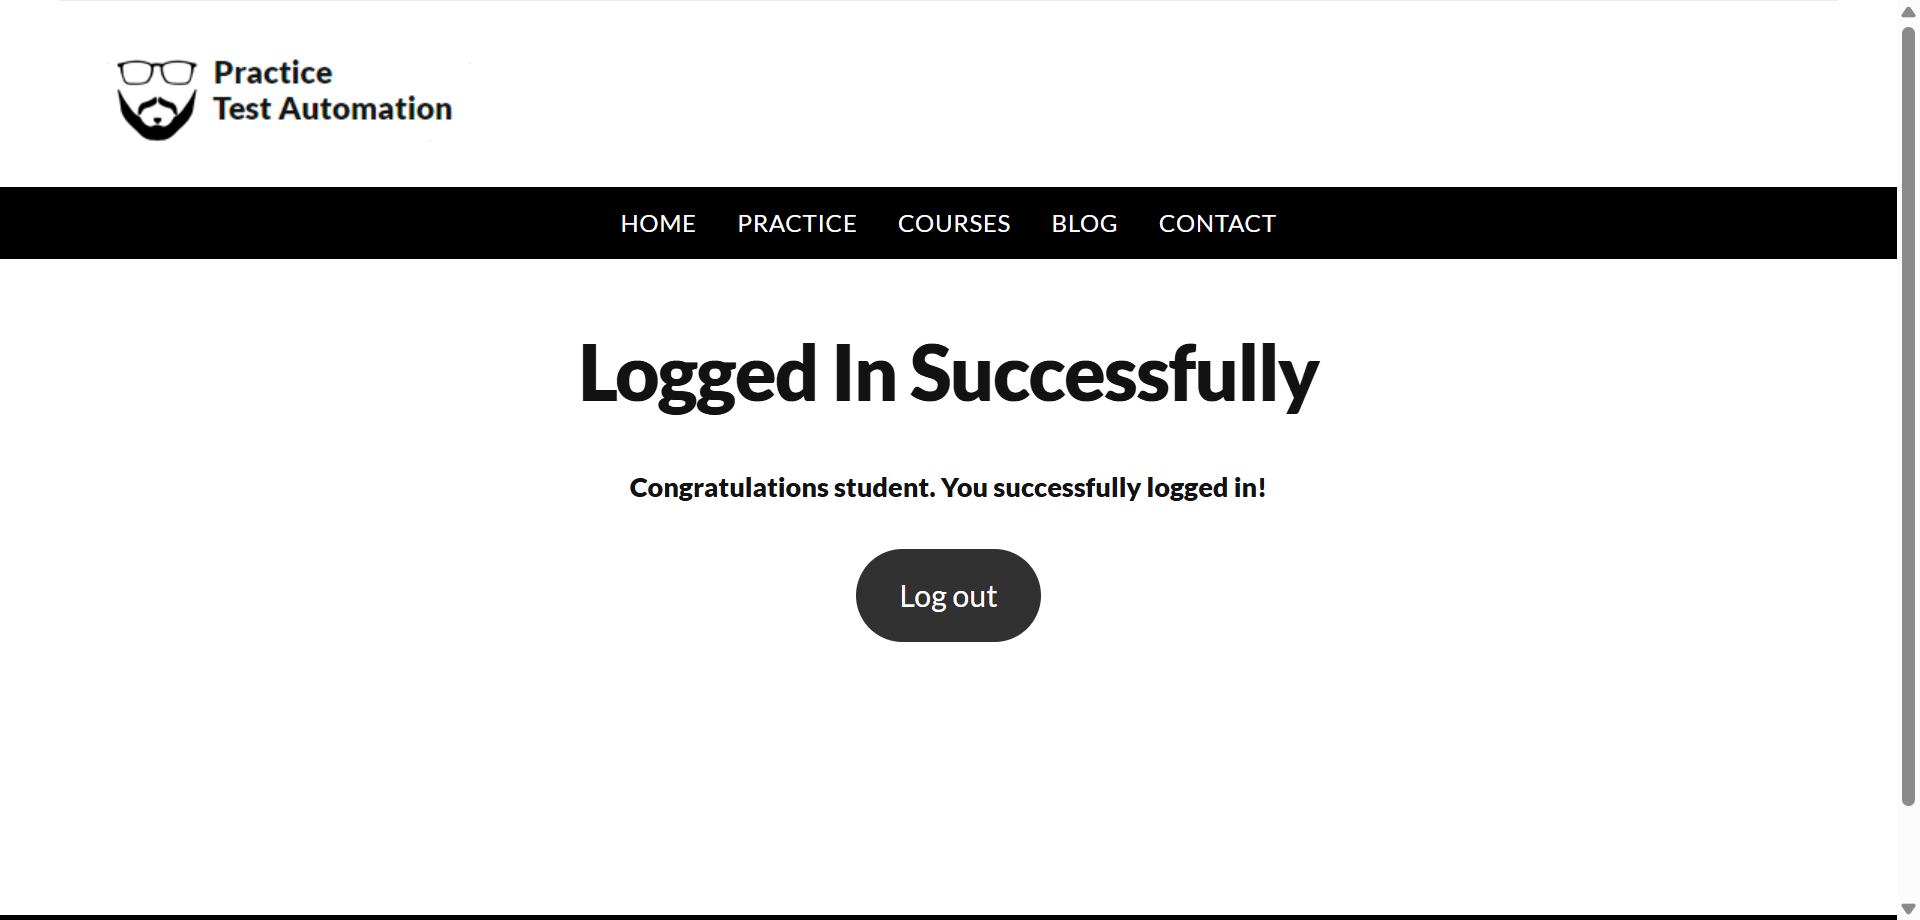 Practice
Test Automation
HOME PRACTICE COURSES BLOG CONTACT
Logged In Successfully
Congratulations student. You successfully logged in!
Log out